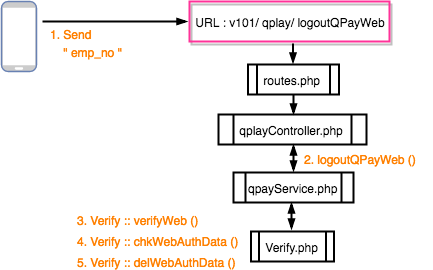 URL : v101/ qplay/ logoutQPayWeb
1. Send
" emp_no "
routes.php
qplayController.php
2. logoutQPayWeb ()
qpayService.php
3. Verify :: verifyWeb ()
4. Verify :: chkWebAuthData ()
5. Verify :: delWebAuthData ()
Verify.php